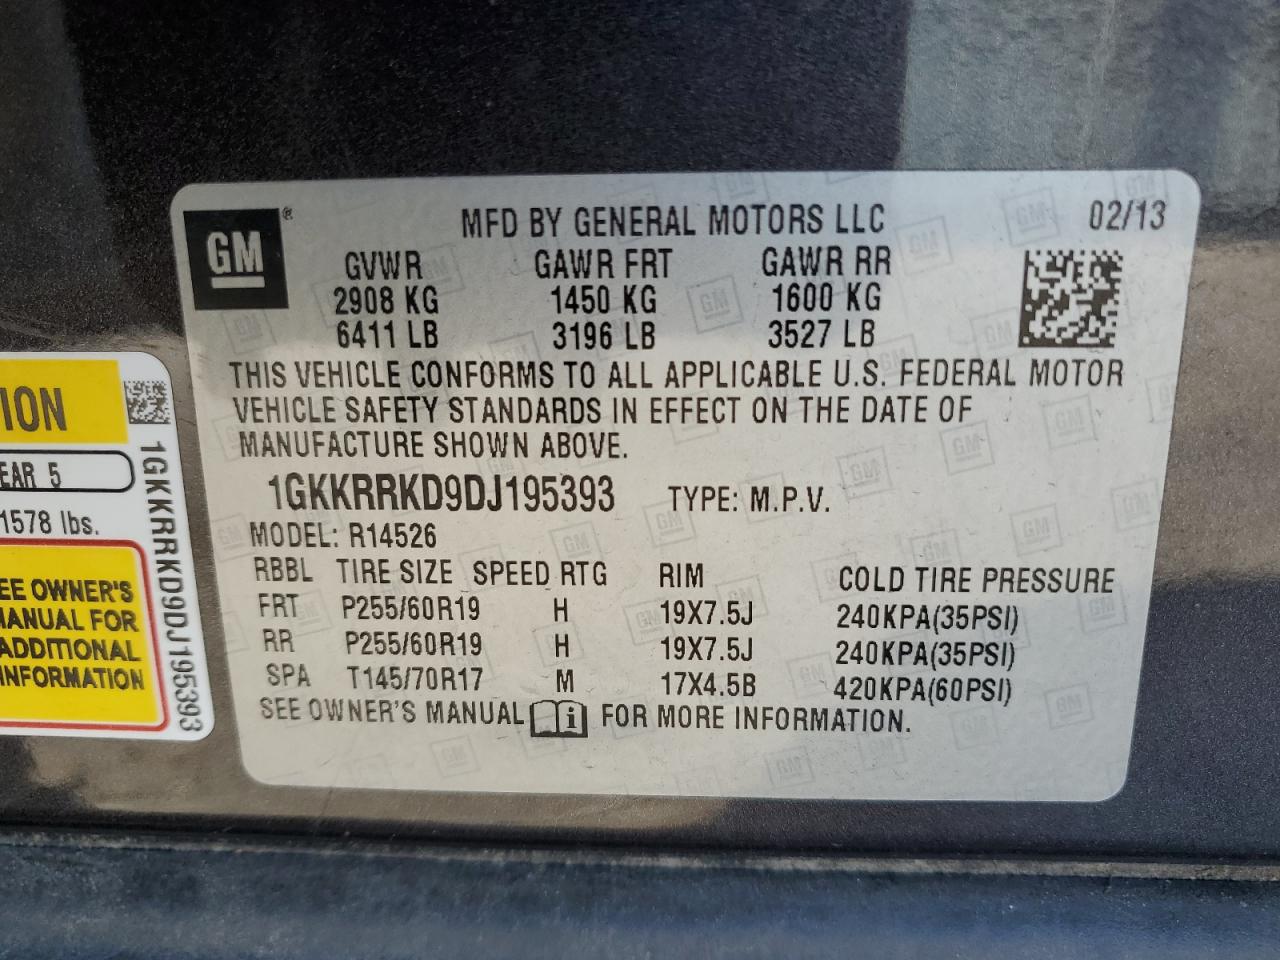 GM®
MFD BY GENERAL MOTORS LLC
02/13
GVWR GAWR FRT GAWR RR
2908 KG 1450 KG 1600 KG
6411 LB 3196 LB 3527 LB
THIS VEHICLE CONFORMS TO ALL APPLICABLE U.S. FEDERAL MOTOR
VEHICLE SAFETY STANDARDS IN EFFECT ON THE DATE OF
MANUFACTURE SHOWN ABOVE.
1GKKRRKD9DJ195393 TYPE: M.P.V.
MODEL: R14526
RBBL TIRE SIZE SPEED RTG RIM COLD TIRE PRESSURE
FRT P255/60R19 H 19X7.5J 240KPA(35PSI)
RR P255/60R19 H 19X7.5J 240KPA(35PSI)
SPA T145/70R17 M 17X4.5B 420KPA(60PSI)
SEE OWNER'S MANUAL i FOR MORE INFORMATION.
ION
EAR 5
1578 lbs.
EE OWNER'S
MANUAL FOR
ADDITIONAL
INFORMATION
1GKKRRKD9DJ195393